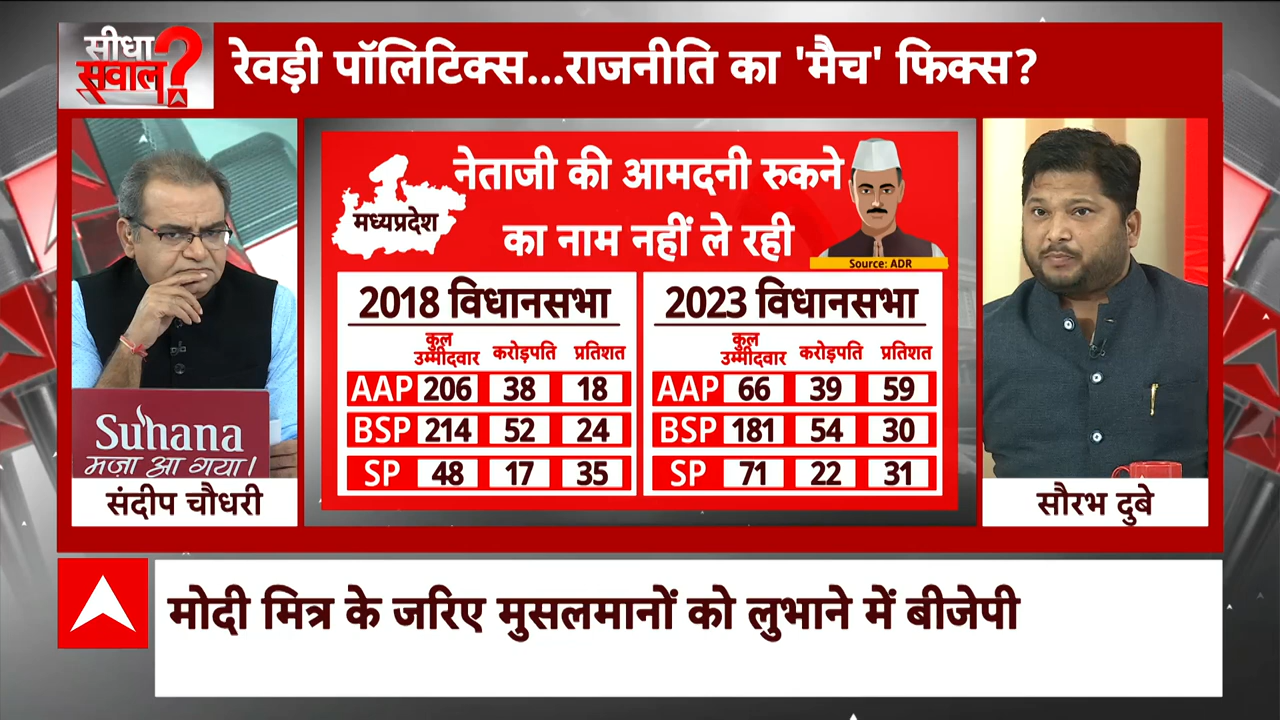 सीधा
सवाल?
रेवड़ी पॉलिटिक्स...राजनीति का 'मैच' फिक्स?
नेताजी की आमदनी रुकने
का नाम नहीं ले रही
मध्यप्रदेश
Source: ADR
2018 विधानसभा
कुल उम्मीदवार करोड़पति प्रतिशत
AAP 206 38 18
BSP 214 52 24
SP 48 17 35
2023 विधानसभा
कुल उम्मीदवार करोड़पति प्रतिशत
AAP 66 39 59
BSP 181 54 30
SP 71 22 31
Suhana
मज़ा आ गया!
संदीप चौधरी
सौरभ दुबे
मोदी मित्र के जरिए मुसलमानों को लुभाने में बीजेपी